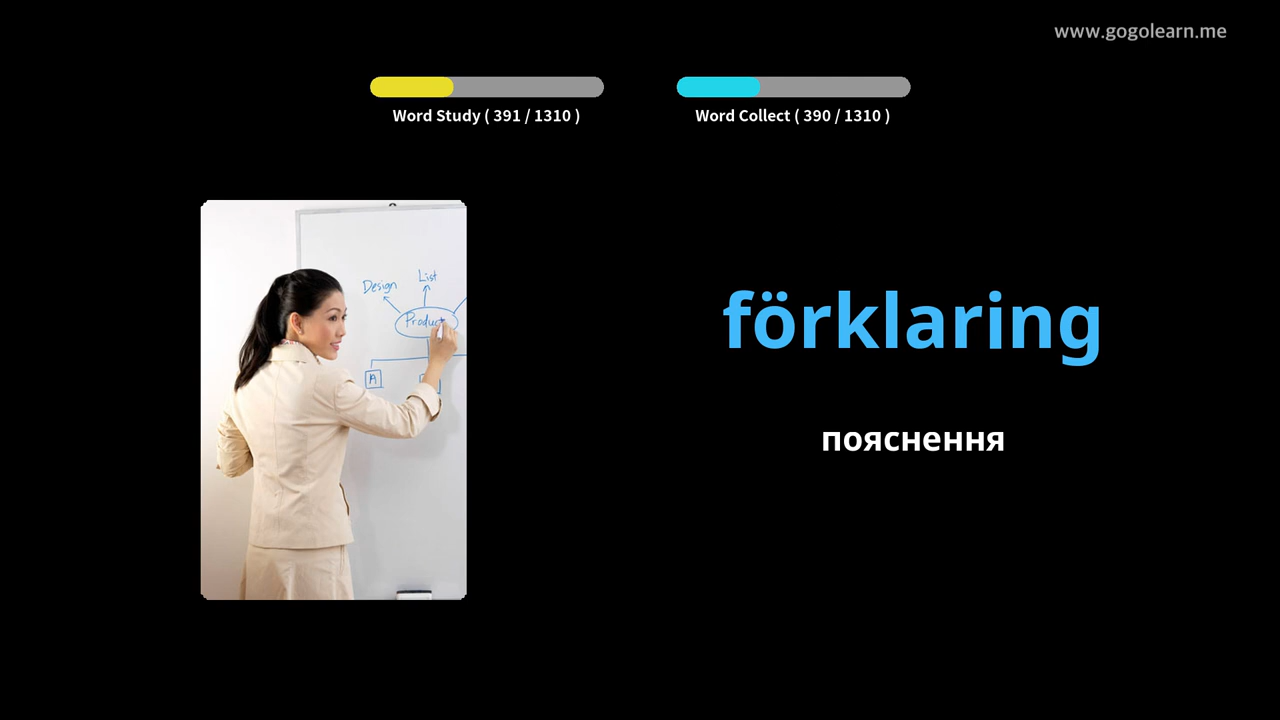 www.gogolearn.me
Word Study ( 391 / 1310 )
Word Collect ( 390 / 1310 )
List
Design
Product
A
förklaring
пояснення